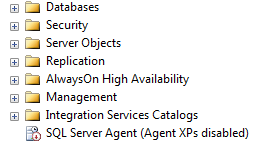 Databases
Security
Server Objects
Replication
AlwaysOn High Availability
Management
Integration Services Catalogs
SQL Server Agent (Agent XPs disabled)